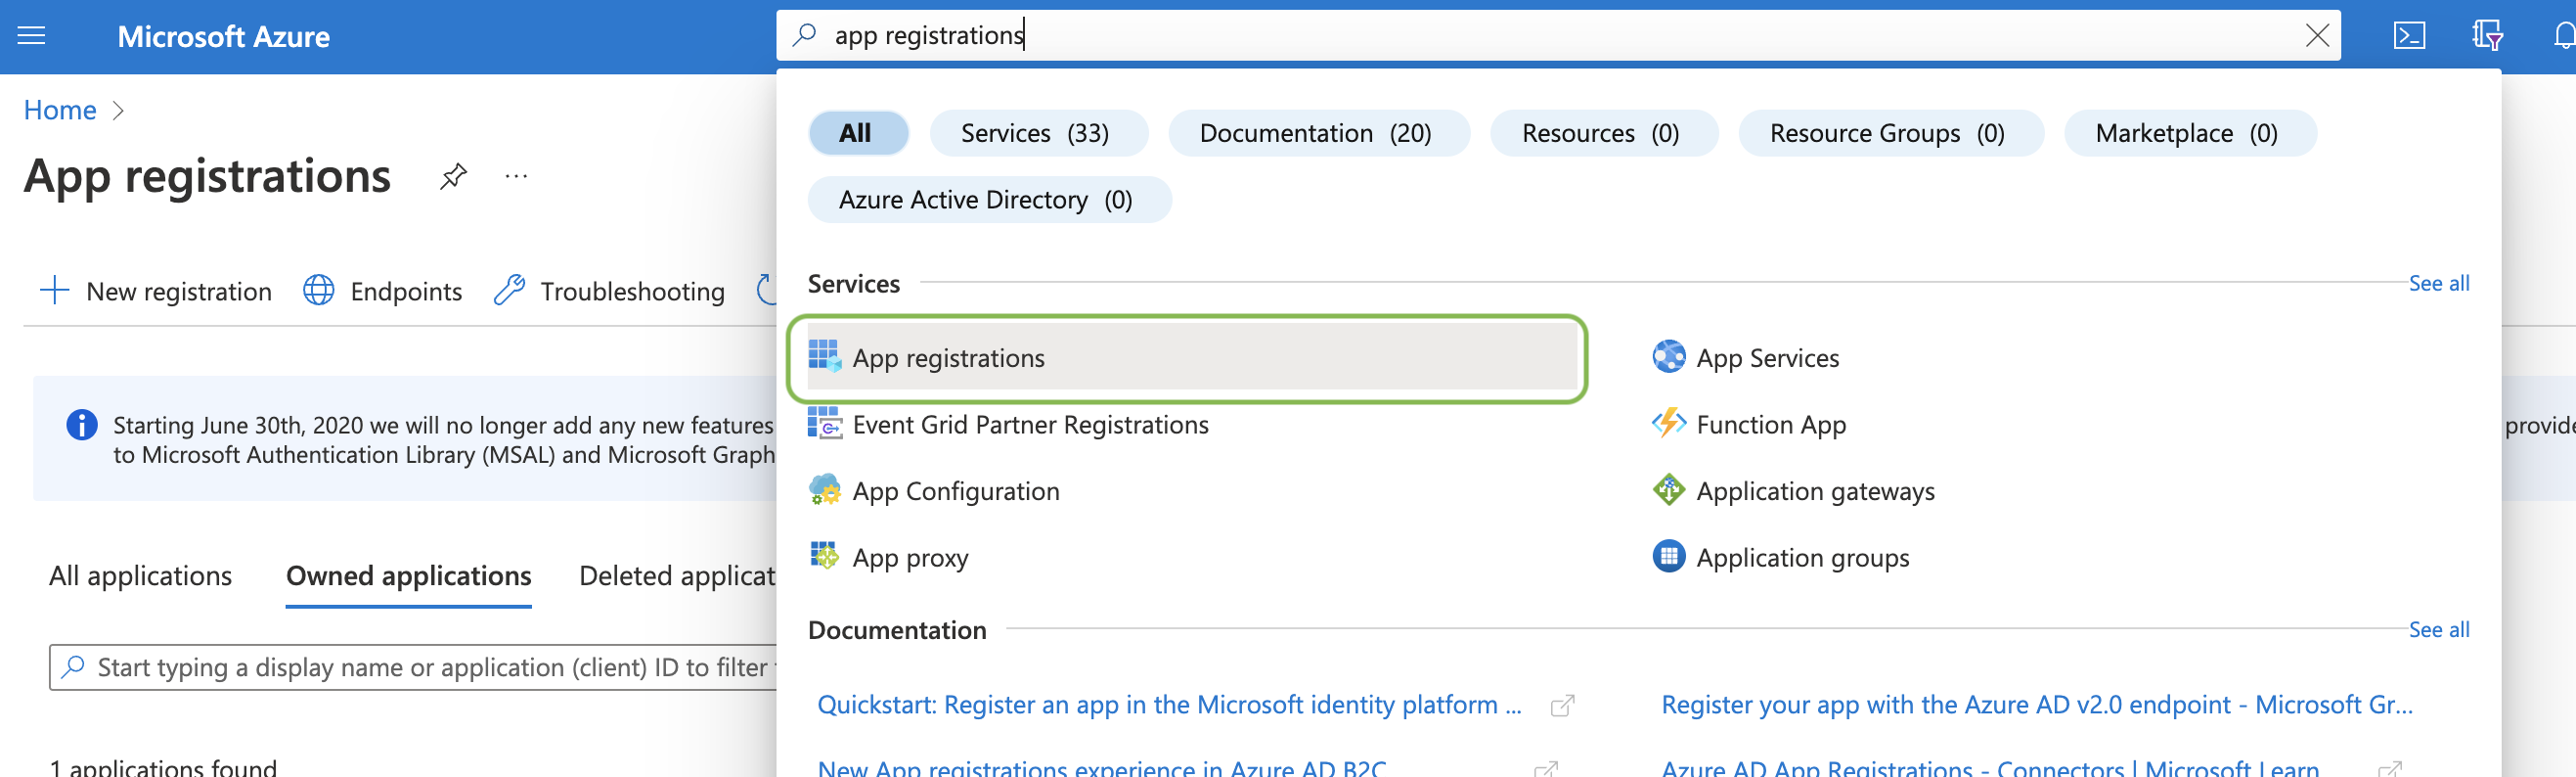 Microsoft Azure
app registrations
Home
App registrations
New registration Endpoints Troubleshooting
Starting June 30th, 2020 we will no longer add any new features
to Microsoft Authentication Library (MSAL) and Microsoft Graph
All applications Owned applications Deleted applicat
Start typing a display name or application (client) ID to filter
1 applications found
All Services (33) Documentation (20) Resources (0) Resource Groups (0) Marketplace (0)
Azure Active Directory (0)
Services See all
App registrations App Services
Event Grid Partner Registrations Function App
App Configuration Application gateways
App proxy Application groups
Documentation See all
Quickstart: Register an app in the Microsoft identity platform ... Register your app with the Azure AD v2.0 endpoint - Microsoft Gr...
New App registrations experience in Azure AD B2C Azure AD App Registrations - Connectors | Microsoft Learn
provide